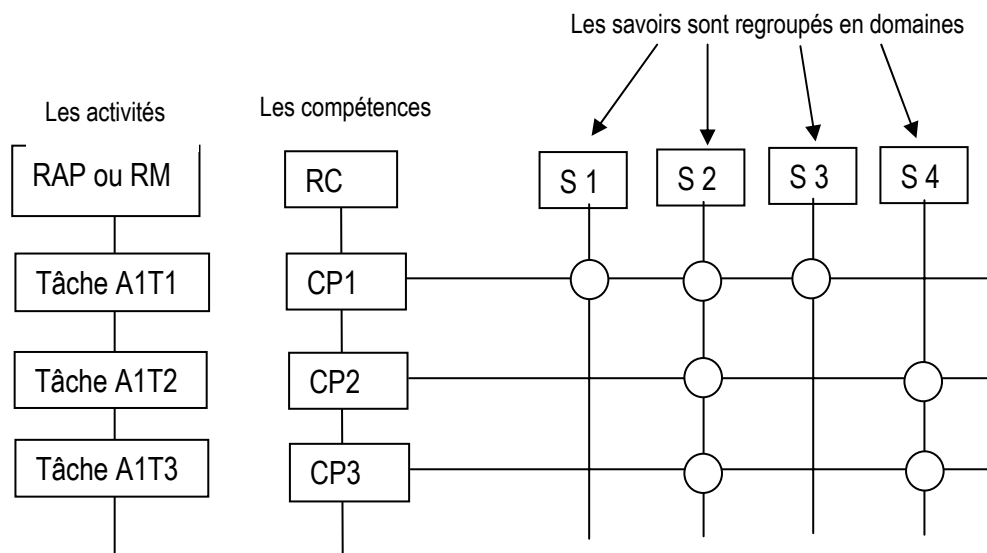 Les savoirs sont regroupés en domaines
Les activités
Les compétences
RAP ou RM
RC
S 1
S 2
S 3
S 4
Tâche A1T1
CP1
Tâche A1T2
CP2
Tâche A1T3
CP3